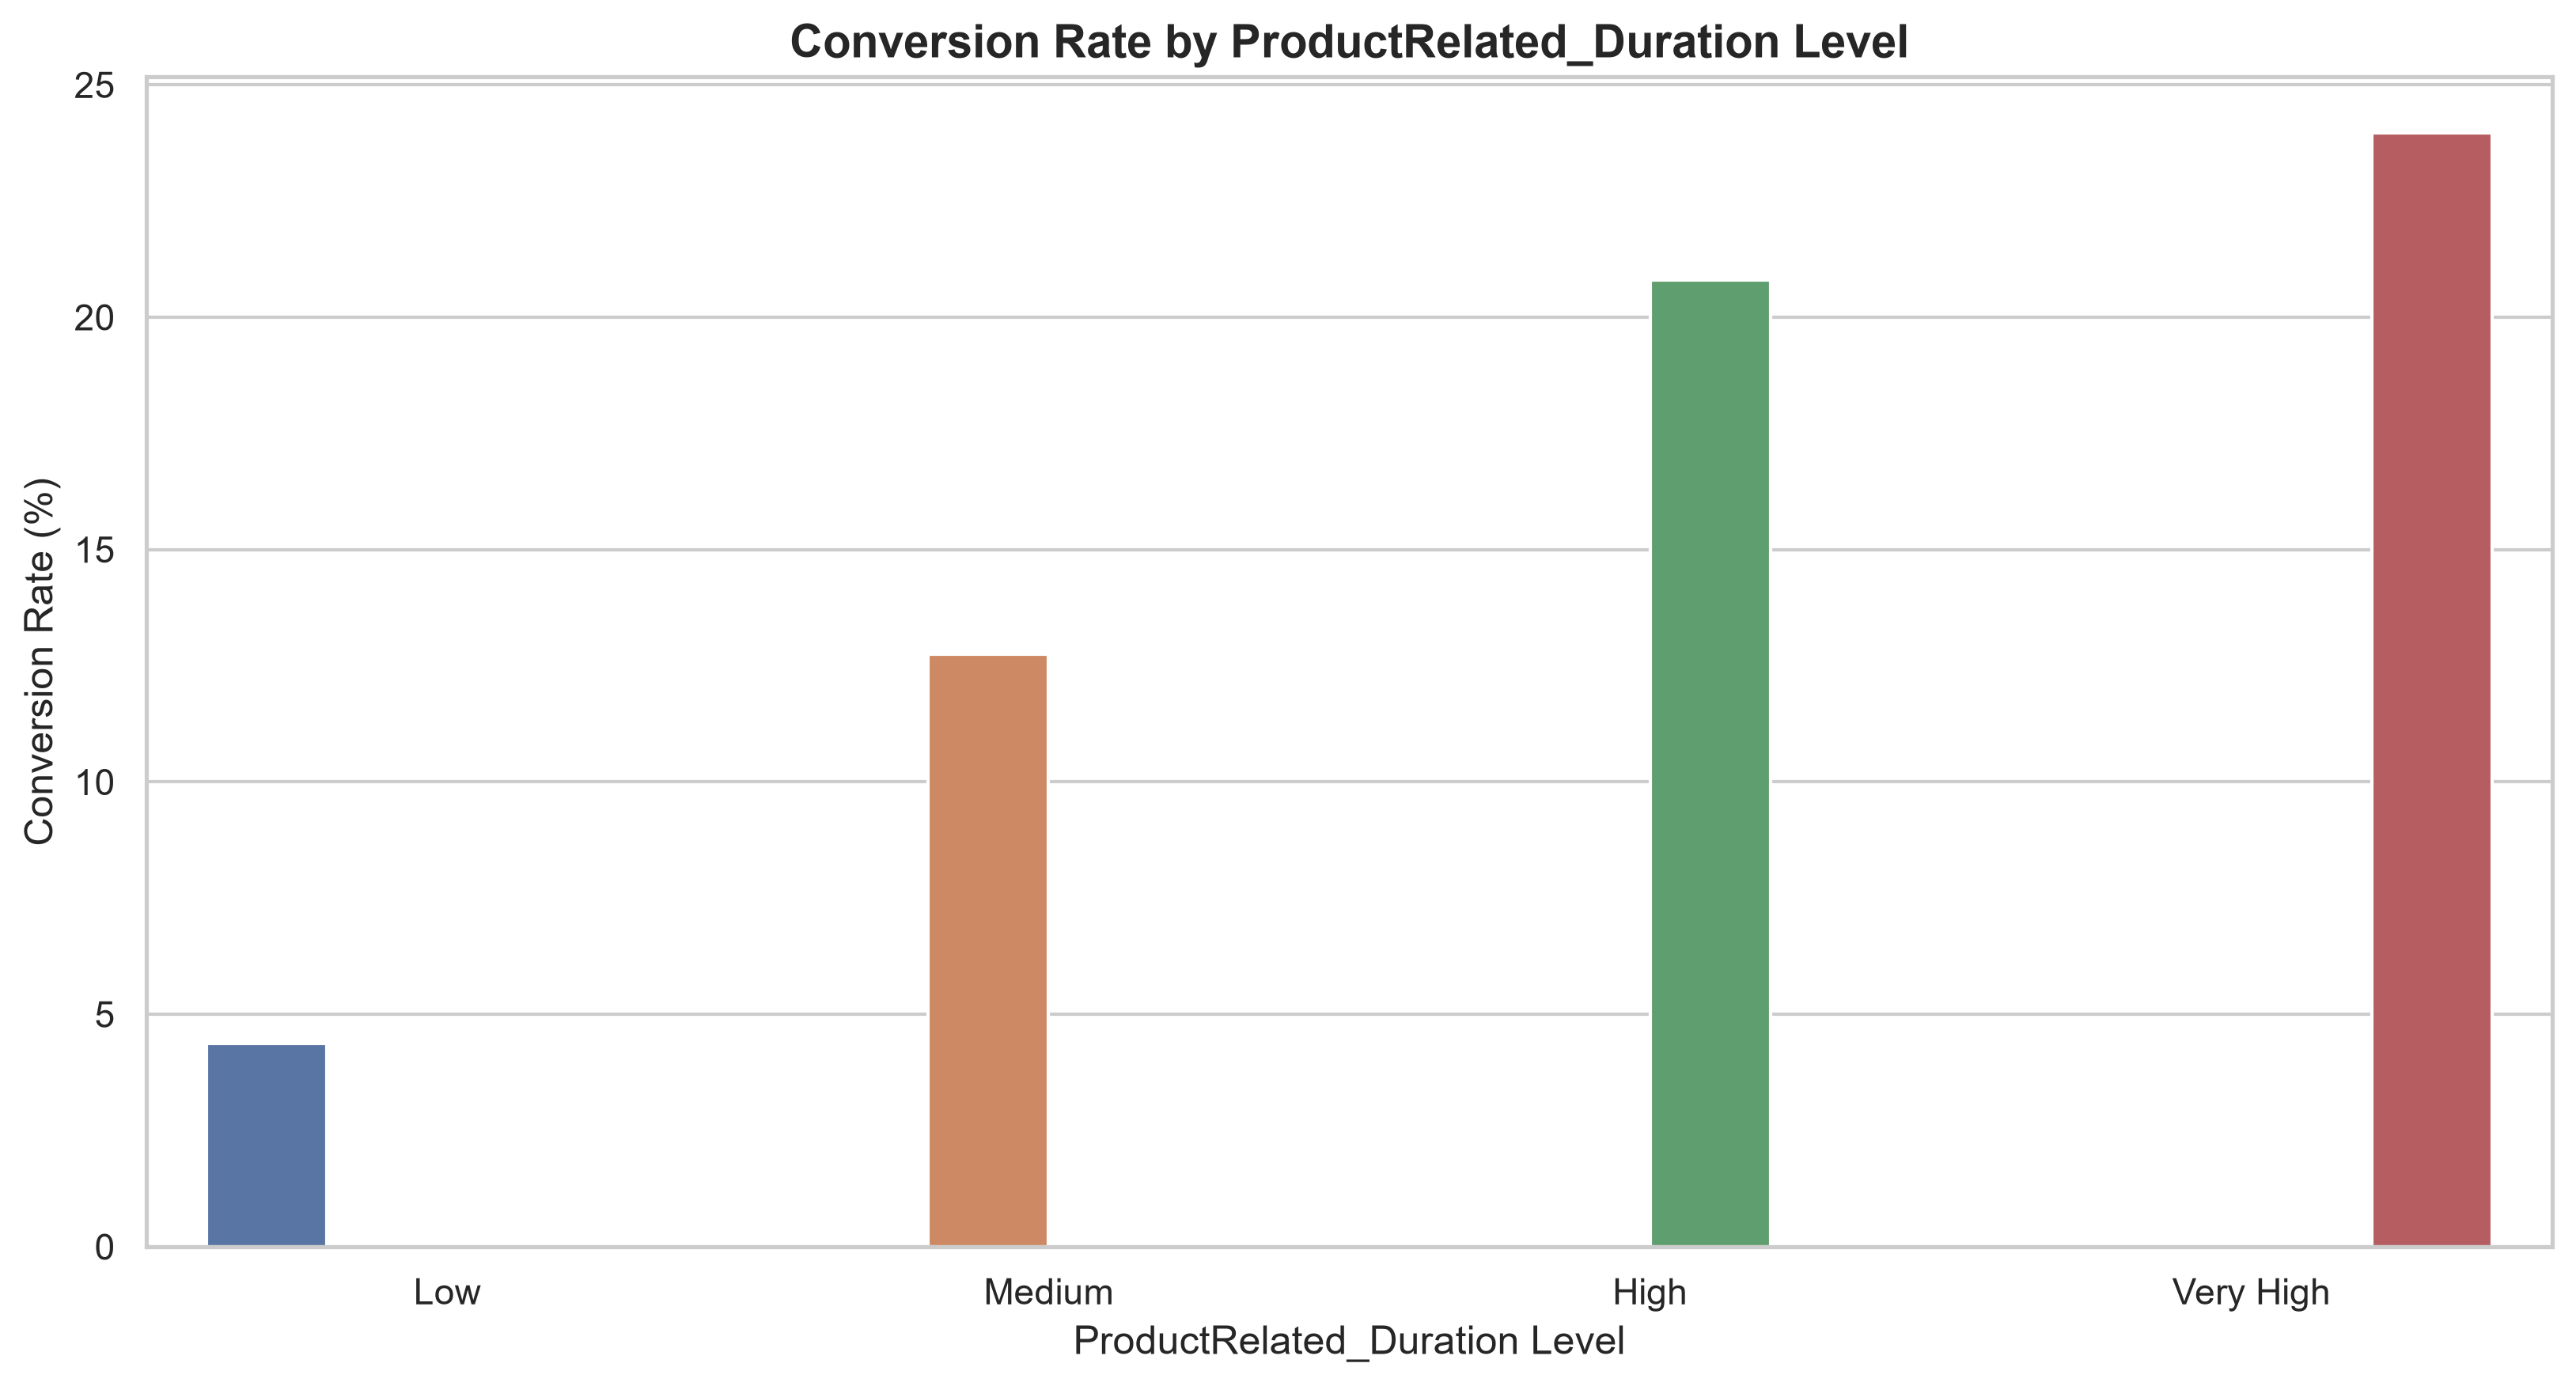 Conversion Rate by ProductRelated_Duration Level
Conversion Rate (%)
25
20
15
10
5
0
Low Medium High Very High
ProductRelated_Duration Level